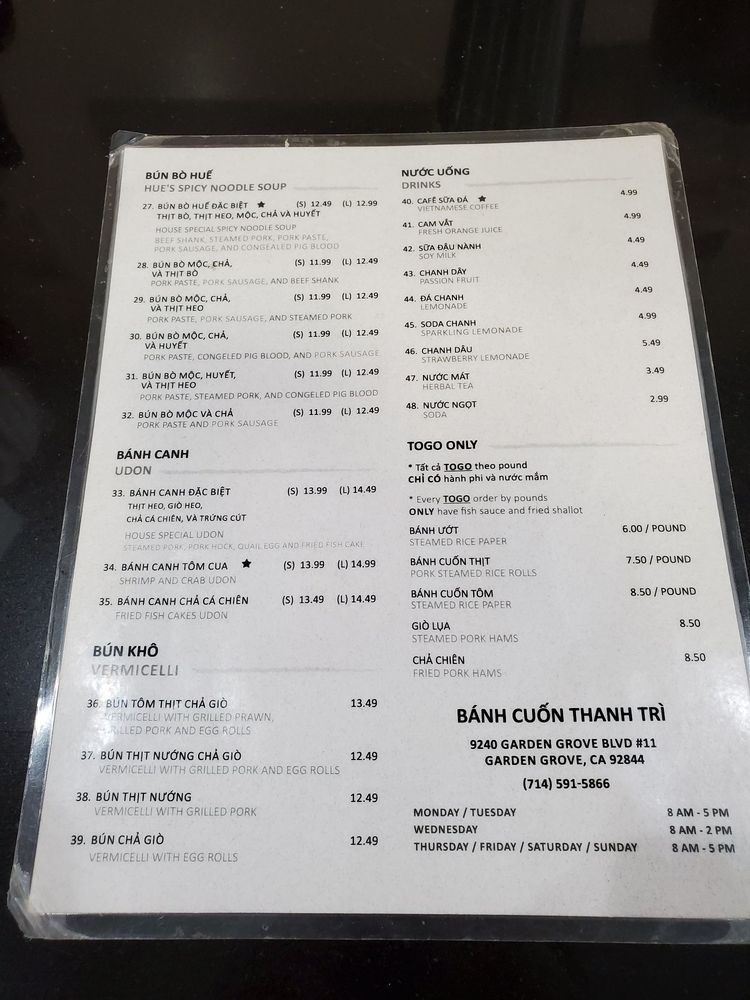 BÚN BÒ HUẾ
HUE'S SPICY NOODLE SOUP
27. BÚN BÒ HUẾ ĐẶC BIỆT ★ (S) 12.49 (L) 12.99
THỊT BÒ, THỊT HEO, MỘC, CHẢ VÀ HUYẾT
HOUSE SPECIAL SPICY NOODLE SOUP
BEEF SHANK, STEAMED PORK, PORK PASTE,
PORK SAUSAGE, AND CONGEALED PIG BLOOD
28. BÚN BÒ MỘC, CHẢ, (S) 11.99 (L) 12.49
VÀ THỊT BÒ
PORK PASTE, PORK SAUSAGE, AND BEEF SHANK
29. BÚN BÒ MỘC, CHẢ, (S) 11.99 (L) 12.49
VÀ THỊT HEO
PORK PASTE, PORK SAUSAGE, AND STEAMED PORK
30. BÚN BÒ MỘC, CHẢ, (S) 11.99 (L) 12.49
VÀ HUYẾT
PORK PASTE, CONGELED PIG BLOOD, AND PORK SAUSAGE
31. BÚN BÒ MỘC, HUYẾT, (S) 11.99 (L) 12.49
VÀ THỊT HEO
PORK PASTE, STEAMED PORK, AND CONGELED PIG BLOOD
32. BÚN BÒ MỘC VÀ CHẢ (S) 11.99 (L) 12.49
PORK PASTE AND PORK SAUSAGE
BÁNH CANH
UDON
33. BÁNH CANH ĐẶC BIỆT (S) 13.99 (L) 14.49
THỊT HEO, GIÒ HEO,
CHẢ CÁ CHIÊN, VÀ TRỨNG CÚT
HOUSE SPECIAL UDON
STEAMED PORK, PORK HOCK, QUAIL EGG AND FRIED FISH CAKE
34. BÁNH CANH TÔM CUA ★ (S) 13.99 (L) 14.99
SHRIMP AND CRAB UDON
35. BÁNH CANH CHẢ CÁ CHIÊN (S) 13.49 (L) 14.49
FRIED FISH CAKES UDON
BÚN KHÔ
VERMICELLI
36. BÚN TÔM THỊT CHẢ GIÒ 13.49
VERMICELLI WITH GRILLED PRAWN,
GRILLED PORK AND EGG ROLLS
37. BÚN THỊT NƯỚNG CHẢ GIÒ 12.49
VERMICELLI WITH GRILLED PORK AND EGG ROLLS
38. BÚN THỊT NƯỚNG 12.49
VERMICELLI WITH GRILLED PORK
39. BÚN CHẢ GIÒ 12.49
VERMICELLI WITH EGG ROLLS
NƯỚC UỐNG
DRINKS
40. CAFÊ SỮA ĐÁ ★ 4.99
VIETNAMESE COFFEE
41. CAM VẮT 4.99
FRESH ORANGE JUICE
42. SỮA ĐẬU NÀNH 4.49
SOY MILK
43. CHANH DÂY 4.49
PASSION FRUIT
44. ĐÁ CHANH 4.49
LEMONADE
45. SODA CHANH 4.99
SPARKLING LEMONADE
46. CHANH DÂU 5.49
STRAWBERRY LEMONADE
47. NƯỚC MÁT 3.49
HERBAL TEA
48. NƯỚC NGỌT 2.99
SODA
TOGO ONLY
* Tất cả TOGO theo pound
CHỈ CÓ hành phi và nước mắm
* Every TOGO order by pounds
ONLY have fish sauce and fried shallot
BÁNH ƯỚT 6.00 / POUND
STEAMED RICE PAPER
BÁNH CUỐN THỊT 7.50 / POUND
PORK STEAMED RICE ROLLS
BÁNH CUỐN TÔM 8.50 / POUND
STEAMED RICE PAPER
GIÒ LỤA 8.50
STEAMED PORK HAMS
CHẢ CHIÊN 8.50
FRIED PORK HAMS
BÁNH CUỐN THANH TRÌ
9240 GARDEN GROVE BLVD #11
GARDEN GROVE, CA 92844
(714) 591-5866
MONDAY / TUESDAY 8 AM - 5 PM
WEDNESDAY 8 AM - 2 PM
THURSDAY / FRIDAY / SATURDAY / SUNDAY 8 AM - 5 PM